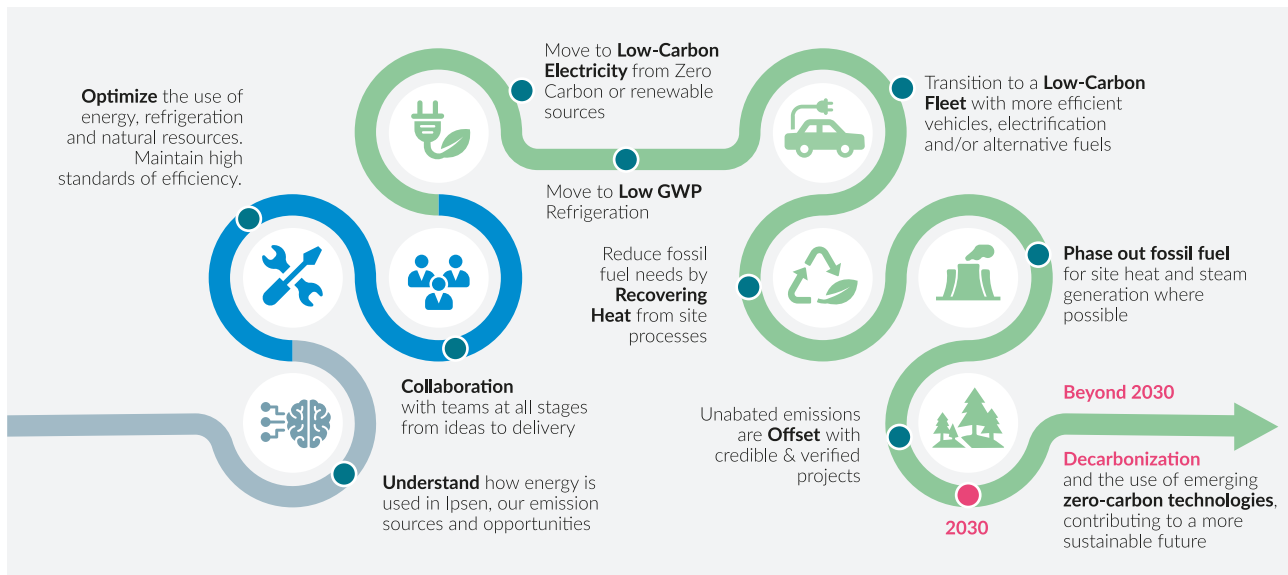 Optimize the use of
energy, refrigeration
and natural resources.
Maintain high
standards of efficiency.
Move to Low-Carbon
Electricity from Zero
Carbon or renewable
sources
Transition to a Low-Carbon
Fleet with more efficient
vehicles, electrification
and/or alternative fuels
Move to Low GWP
Refrigeration
Reduce fossil
fuel needs by
Recovering
Heat from site
processes
Phase out fossil fuel
for site heat and steam
generation where
possible
Collaboration
with teams at all stages
from ideas to delivery
Understand how energy is
used in Ipsen, our emission
sources and opportunities
Unabated emissions
are Offset with
credible & verified
projects
2030
Beyond 2030
Decarbonization
and the use of emerging
zero-carbon technologies,
contributing to a more
sustainable future